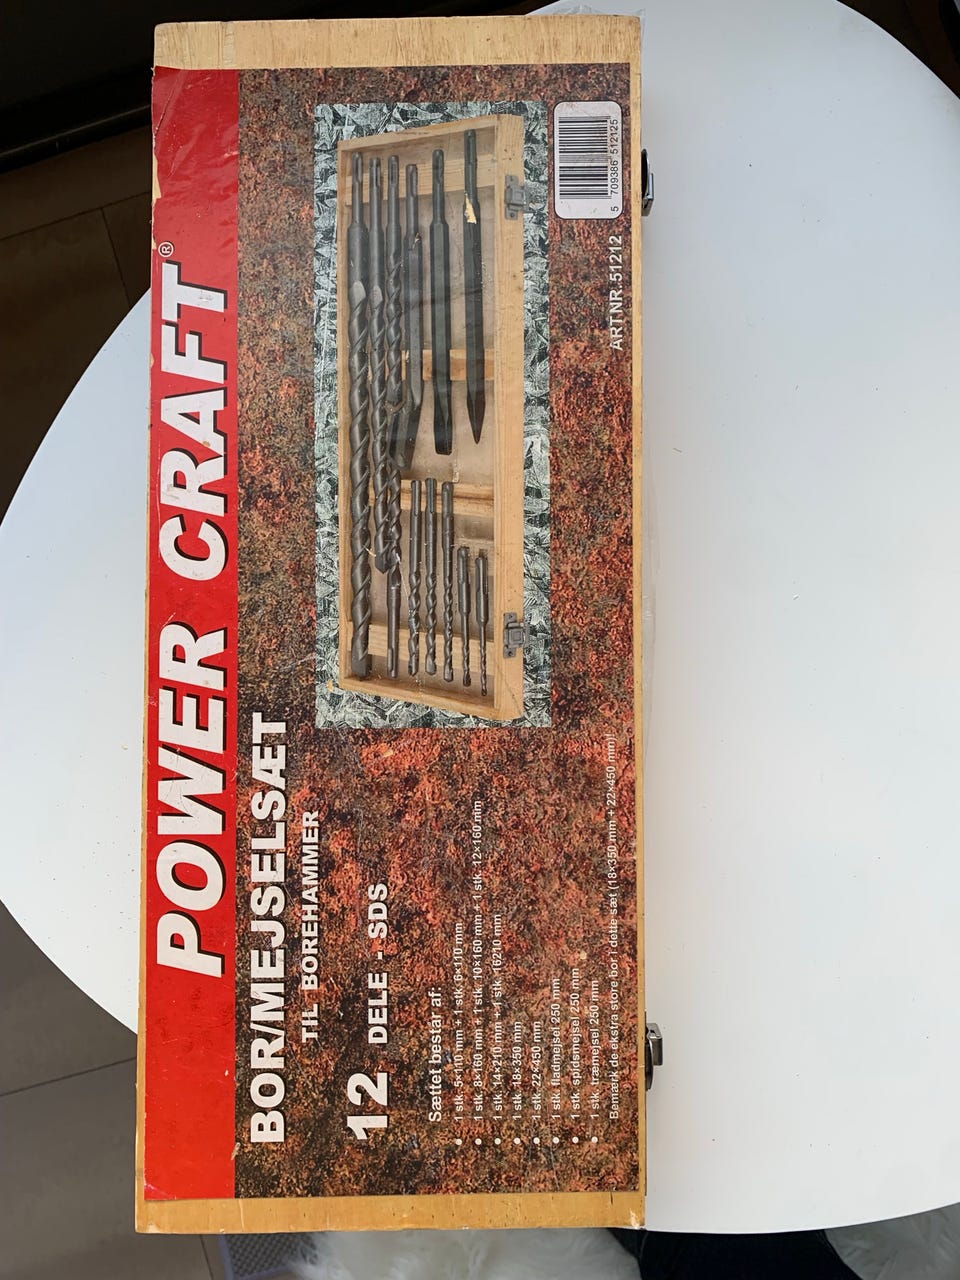 POWER CRAFT®
BOR/MEJSELSÆT
TIL BOREHAMMER
12 DELE - SDS
Sættet består af:
• 1 stk. 5×110 mm + 1 stk. 6×110 mm
• 1 stk. 8×160 mm + 1 stk. 10×160 mm + 1 stk. 12×160 mm
• 1 stk. 14×210 mm + 1 stk. 16210 mm
• 1 stk. 18×350 mm
• 1 stk. 22×450 mm
• 1 stk. fladmejsel 250 mm
• 1 stk. spidsmejsel 250 mm
• 1 stk. træmejsel 250 mm
Bemærk de ekstra store bor i dette sæt (18×350 mm + 22×450 mm)!
ART.NR. 51212
5 709386 512125